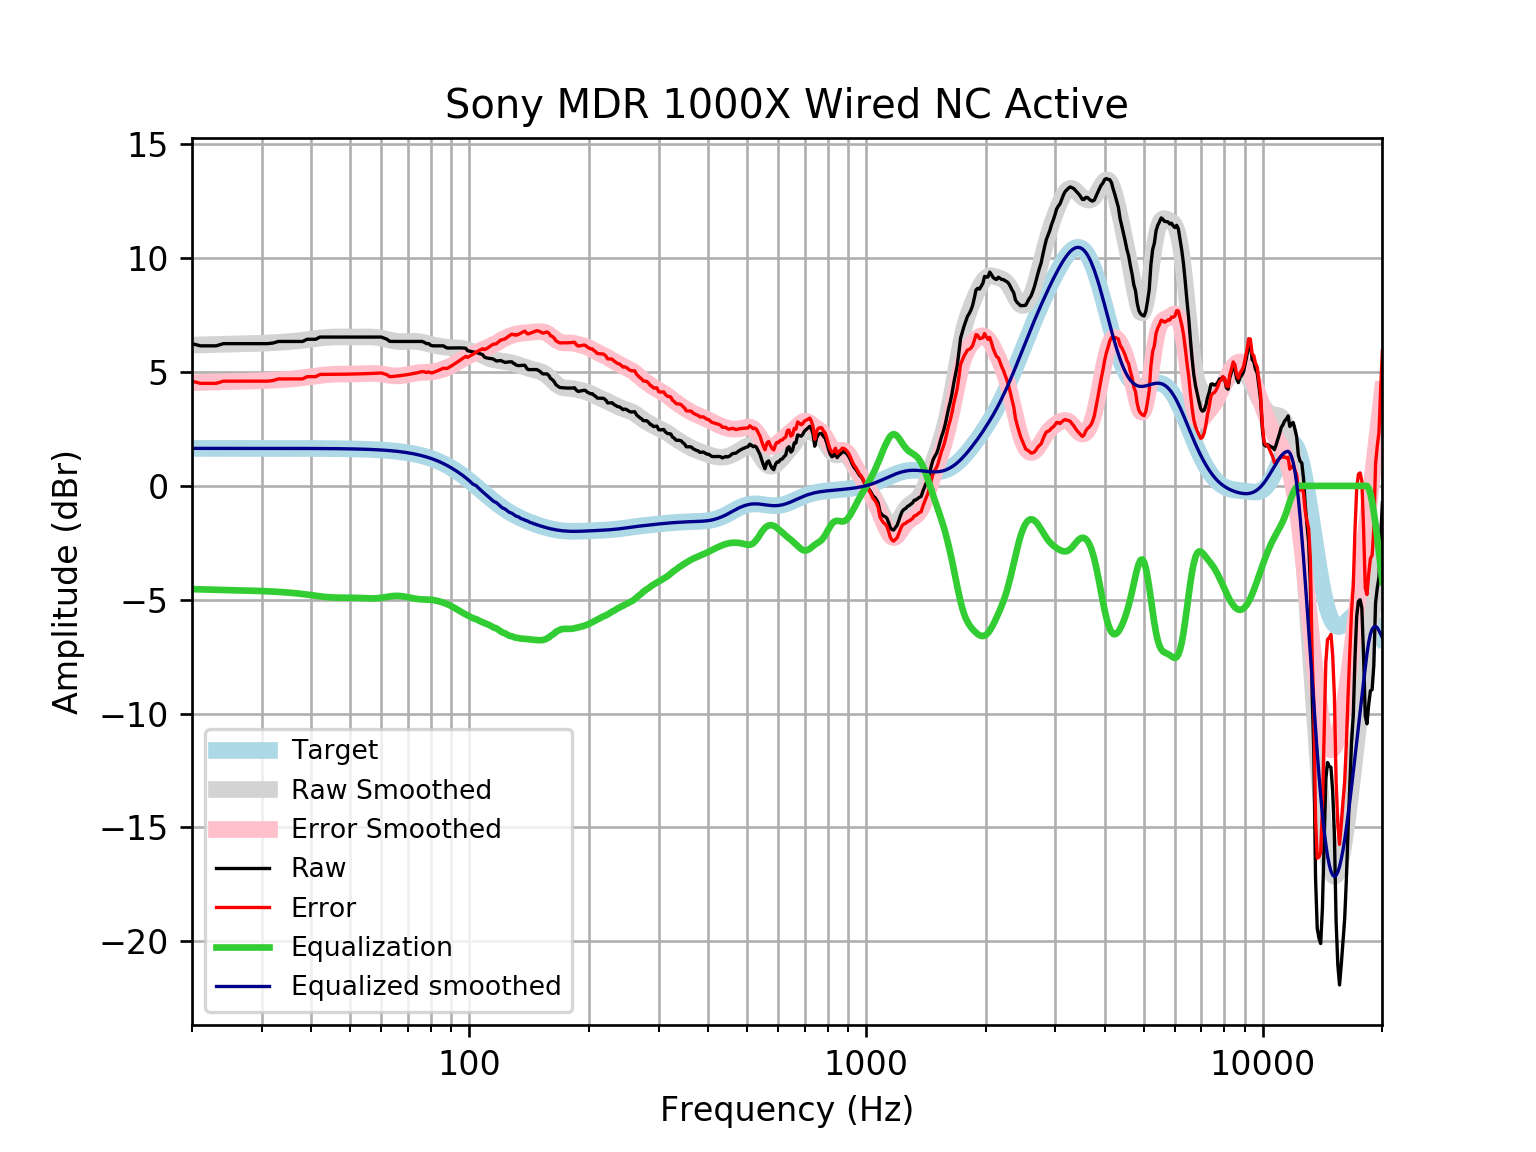 Sony MDR 1000X Wired NC Active
15
10
5
0
−5
−10
−15
−20
Amplitude (dBr)
Target
Raw Smoothed
Error Smoothed
Raw
Error
Equalization
Equalized smoothed
100
1000
10000
Frequency (Hz)